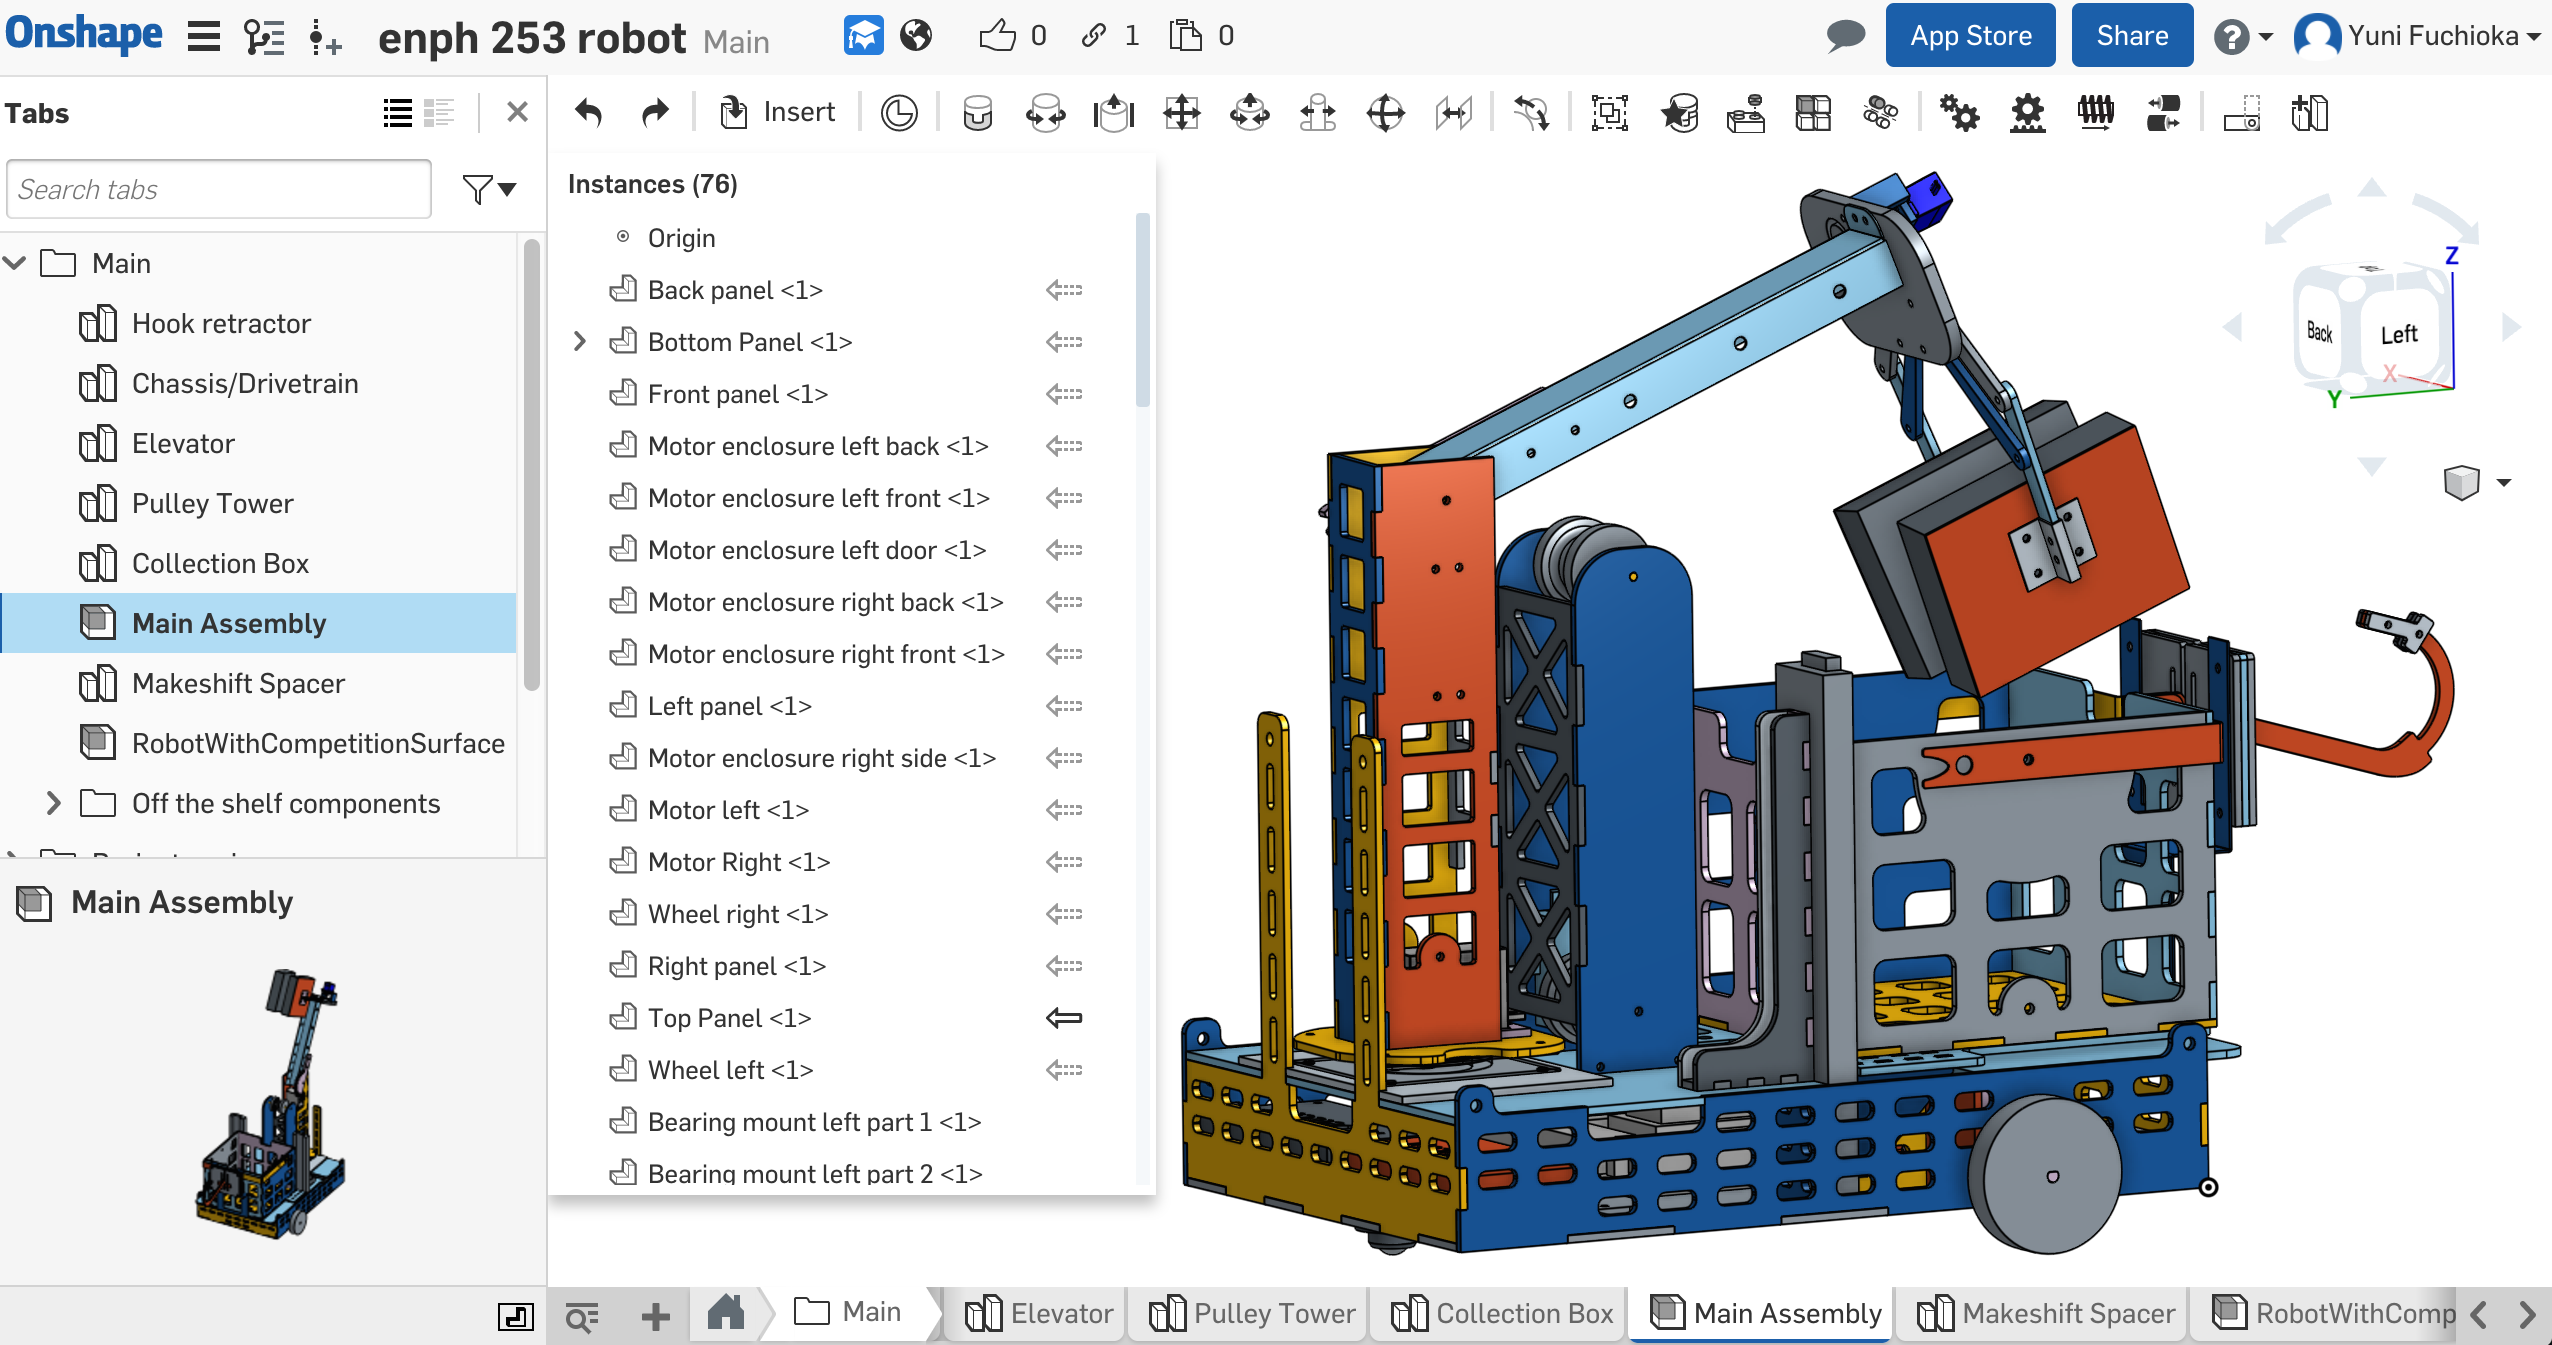 Onshape
enph 253 robot Main
0
1
0
App Store
Share
Yuni Fuchioka
Tabs
Search tabs
Main
Hook retractor
Chassis/Drivetrain
Elevator
Pulley Tower
Collection Box
Main Assembly
Makeshift Spacer
RobotWithCompetitionSurface
Off the shelf components
Main Assembly
Insert
Instances (76)
Origin
Back panel <1>
Bottom Panel <1>
Front panel <1>
Motor enclosure left back <1>
Motor enclosure left front <1>
Motor enclosure left door <1>
Motor enclosure right back <1>
Motor enclosure right front <1>
Left panel <1>
Motor enclosure right side <1>
Motor left <1>
Motor Right <1>
Wheel right <1>
Right panel <1>
Top Panel <1>
Wheel left <1>
Bearing mount left part 1 <1>
Bearing mount left part 2 <1>
Z
Back
Left
X
Y
Main
Elevator
Pulley Tower
Collection Box
Main Assembly
Makeshift Spacer
RobotWithComp